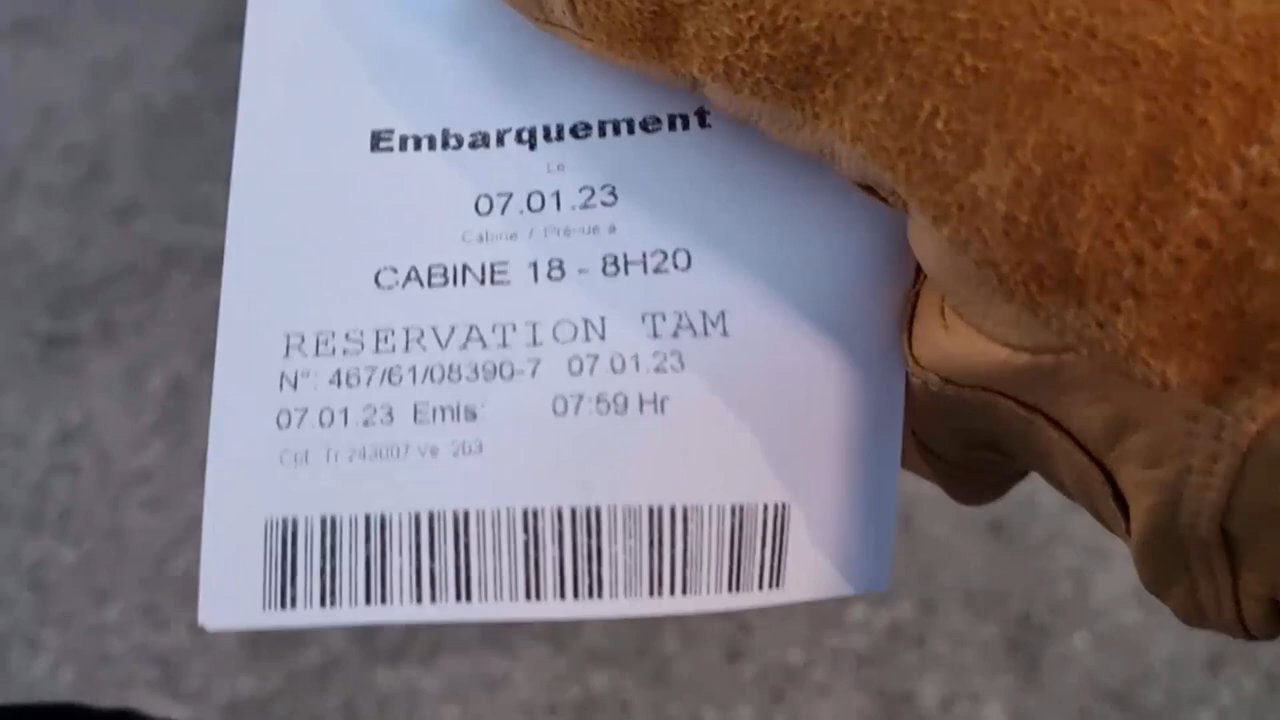 Embarquement
Le
07.01.23
Cabine / Prévue à
CABINE 18 - 8H20
RESERVATION TAM
N°: 467/61/08390-7 07.01.23
07.01.23 Emis: 07:59 Hr